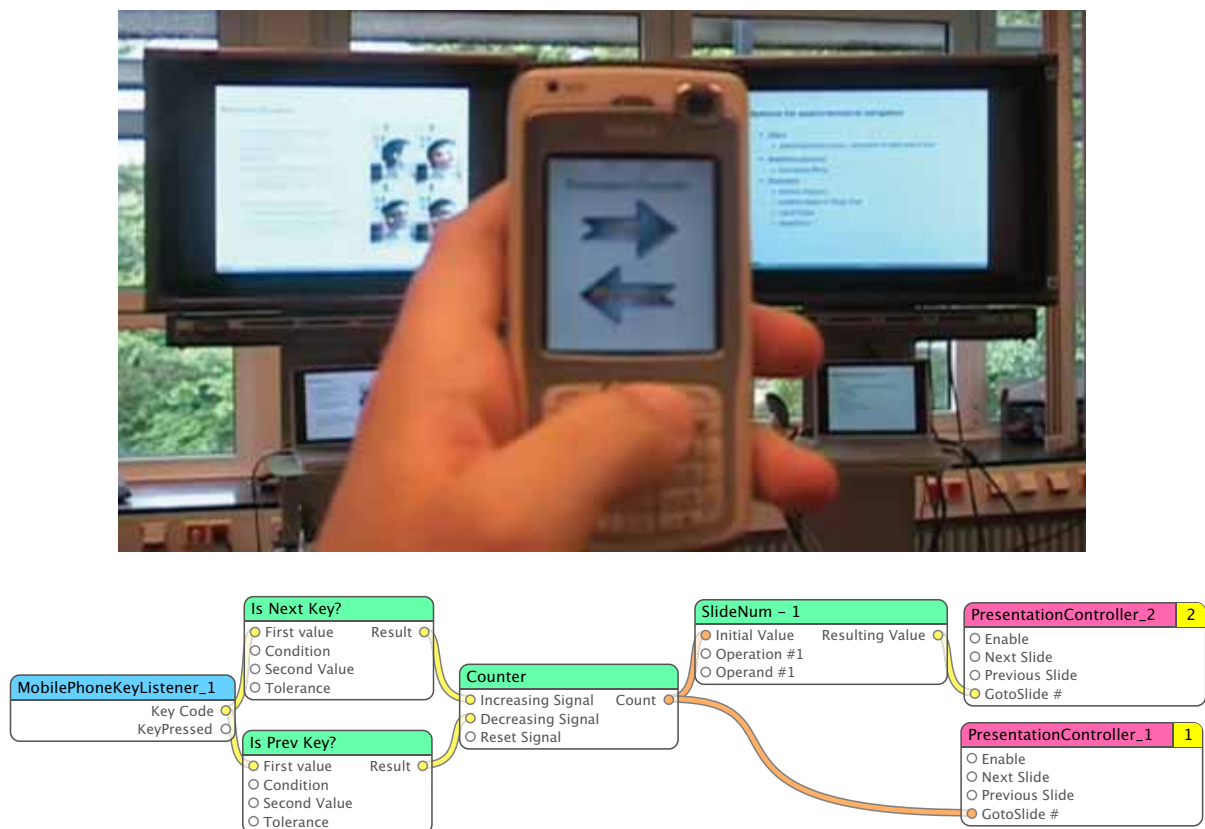 Presentation Controller
Is Next Key?
First value Result
Condition
Second Value
Tolerance
MobilePhoneKeyListener_1
Key Code
KeyPressed
Is Prev Key?
First value Result
Condition
Second Value
Tolerance
Counter
Increasing Signal Count
Decreasing Signal
Reset Signal
SlideNum - 1
Initial Value Resulting Value
Operation #1
Operand #1
PresentationController_2 2
Enable
Next Slide
Previous Slide
GotoSlide #
PresentationController_1 1
Enable
Next Slide
Previous Slide
GotoSlide #